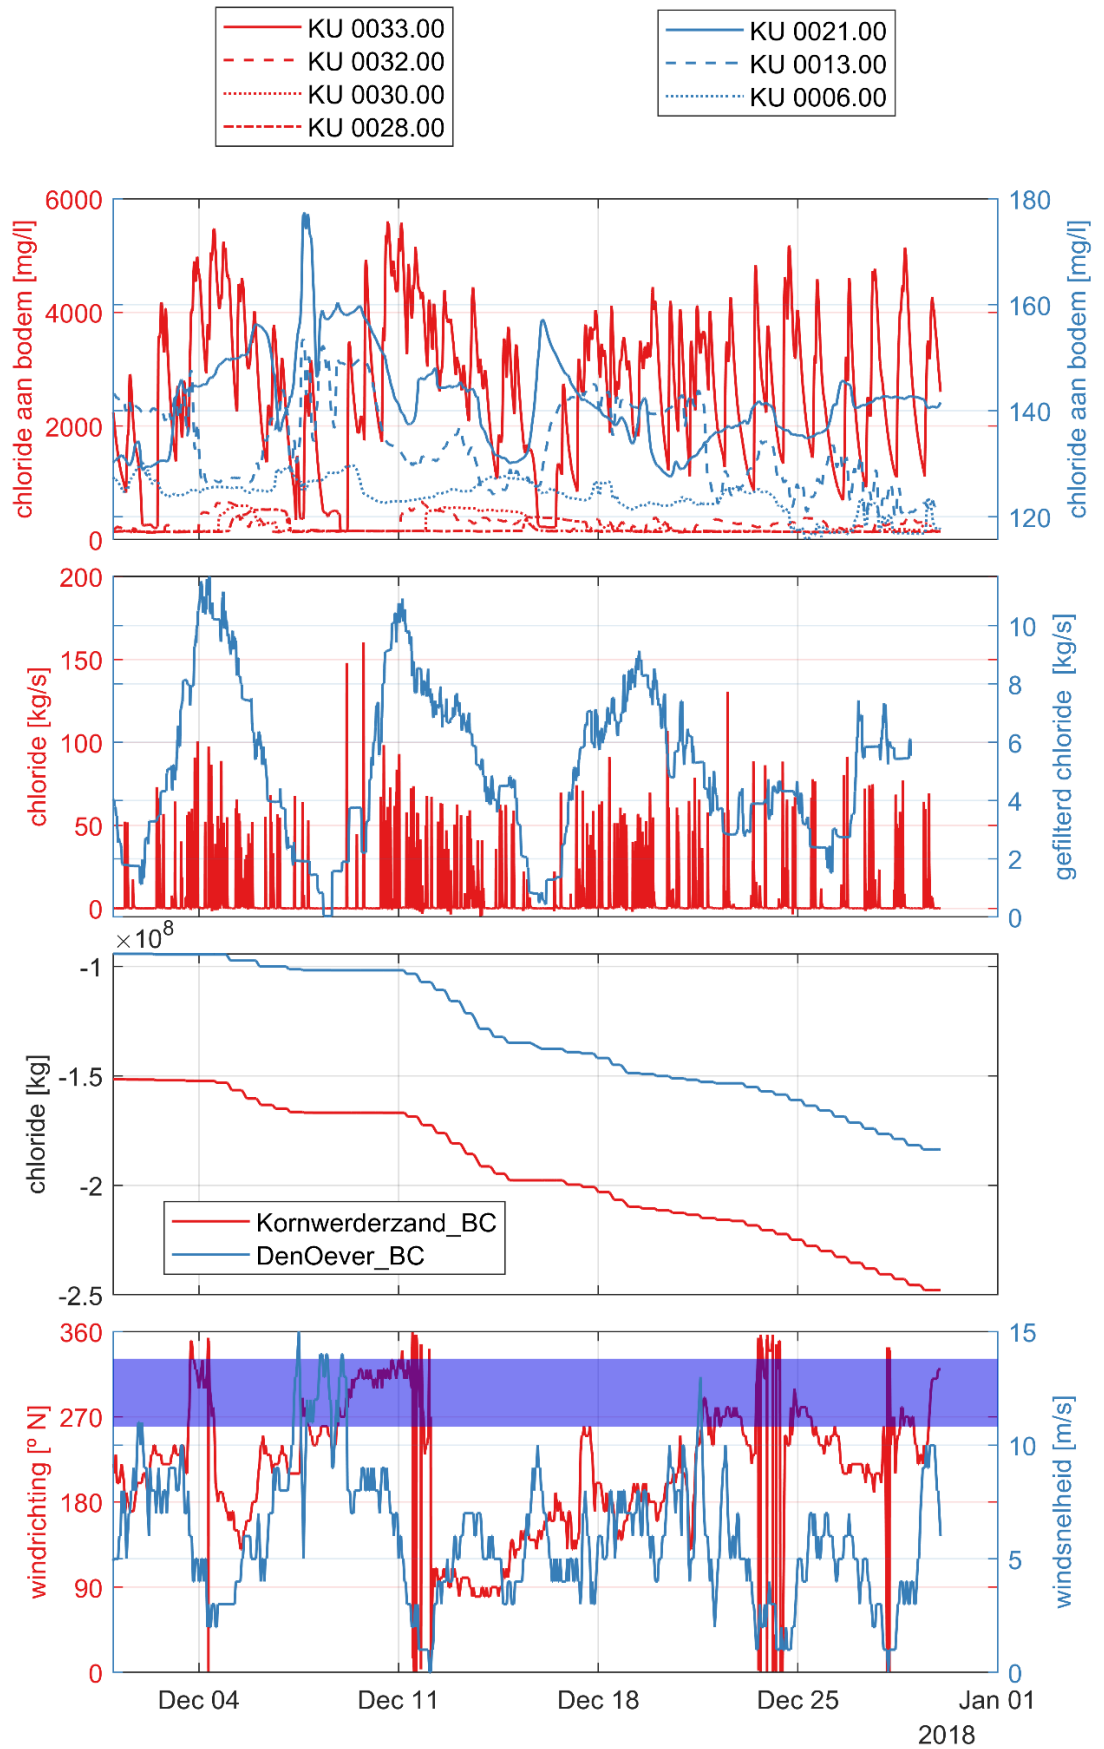 KU 0033.00
KU 0032.00
KU 0030.00
KU 0028.00
KU 0021.00
KU 0013.00
KU 0006.00
6000
4000
2000
0
chloride aan bodem [mg/l]
180
160
140
120
chloride aan bodem [mg/l]
200
150
100
50
0
chloride [kg/s]
10
8
6
4
2
0
gefilterd chloride [kg/s]
×10⁸
-1
-1.5
-2
-2.5
chloride [kg]
Kornwerderzand_BC
DenOever_BC
360
270
180
90
0
windrichting [º N]
15
10
5
0
windsnelheid [m/s]
Dec 04 Dec 11 Dec 18 Dec 25 Jan 01
2018